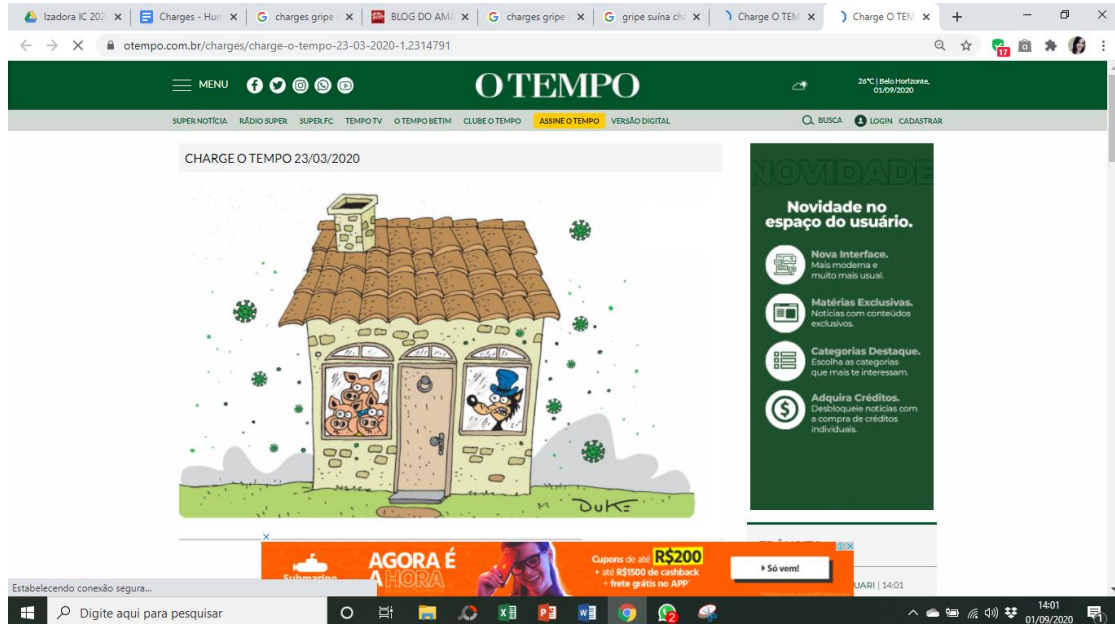 Izadora IC 202
Charges - Hun
charges gripe
BLOG DO AMA
charges gripe
gripe suína cha
Charge O TEM
Charge O TEM
otempo.com.br/charges/charge-o-tempo-23-03-2020-1.2314791
17
MENU
O TEMPO
26°C | Belo Horizonte,
01/09/2020
SUPER NOTÍCIA RÁDIO SUPER SUPER.FC TEMPO TV O TEMPO BETIM CLUBE O TEMPO ASSINE O TEMPO VERSÃO DIGITAL
BUSCA LOGIN CADASTRAR
CHARGE O TEMPO 23/03/2020
DUKE
NOVIDADE
Novidade no
espaço do usuário.
Nova Interface.
Mais moderna e
muito mais usual.
Matérias Exclusivas.
Notícias com conteúdos
exclusivos.
Categorias Destaque.
Escolha as categorias
que mais te interessam.
Adquira Créditos.
Desbloqueie notícias com
a compra de créditos
individuais.
Submarino
AGORA É
A HORA
Cupons de até R$200
+ até R$1500 de cashback
+ frete grátis no APP*
Só vem!
UARI | 14:01
Estabelecendo conexão segura...
Digite aqui para pesquisar
14:01
01/09/2020